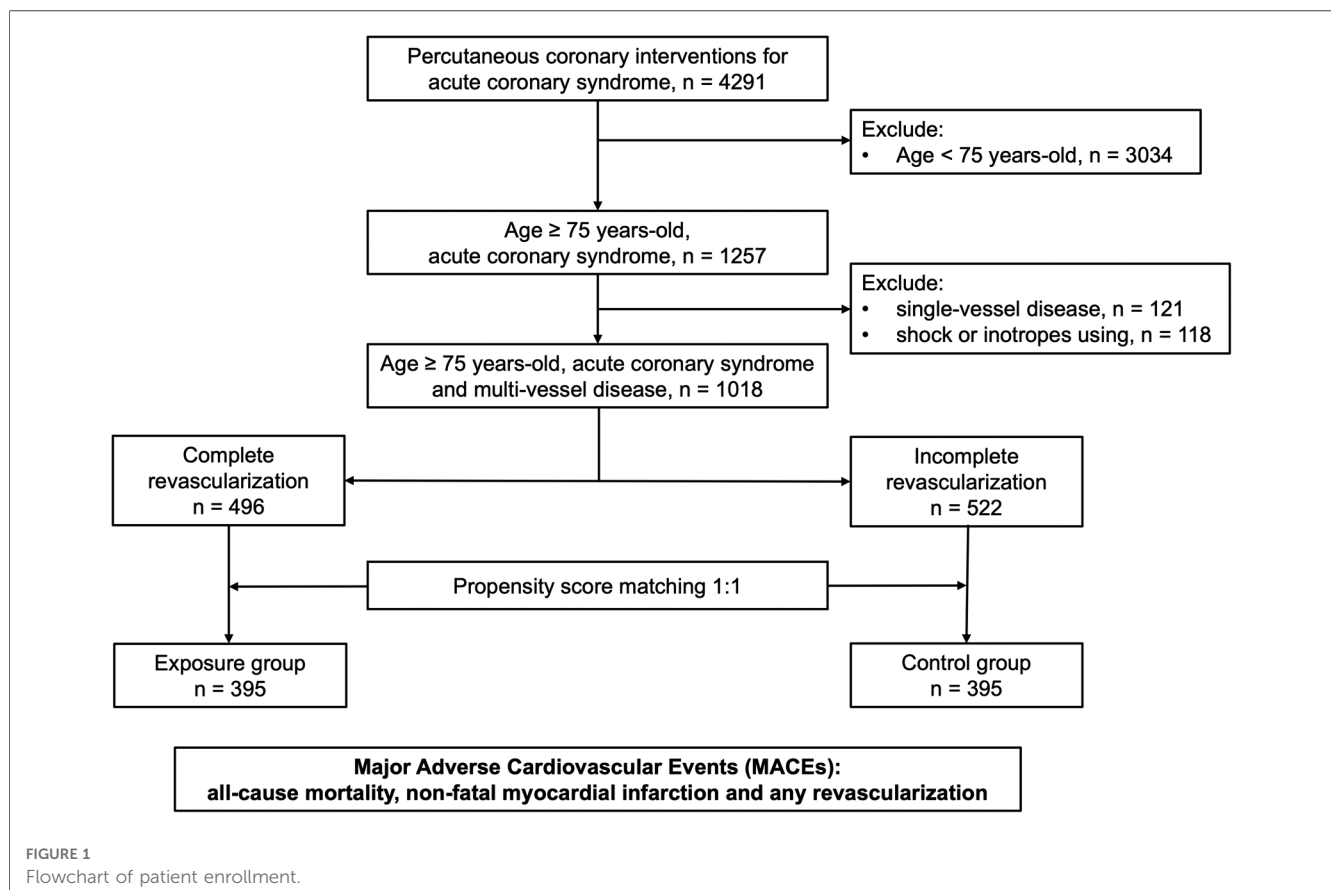 Percutaneous coronary interventions for
acute coronary syndrome, n = 4291
Exclude:
• Age < 75 years-old, n = 3034
Age ≥ 75 years-old,
acute coronary syndrome, n = 1257
Exclude:
• single-vessel disease, n = 121
• shock or inotropes using, n = 118
Age ≥ 75 years-old, acute coronary syndrome
and multi-vessel disease, n = 1018
Complete
revascularization
n = 496
Incomplete
revascularization
n = 522
Propensity score matching 1:1
Exposure group
n = 395
Control group
n = 395
Major Adverse Cardiovascular Events (MACEs):
all-cause mortality, non-fatal myocardial infarction and any revascularization
FIGURE 1
Flowchart of patient enrollment.